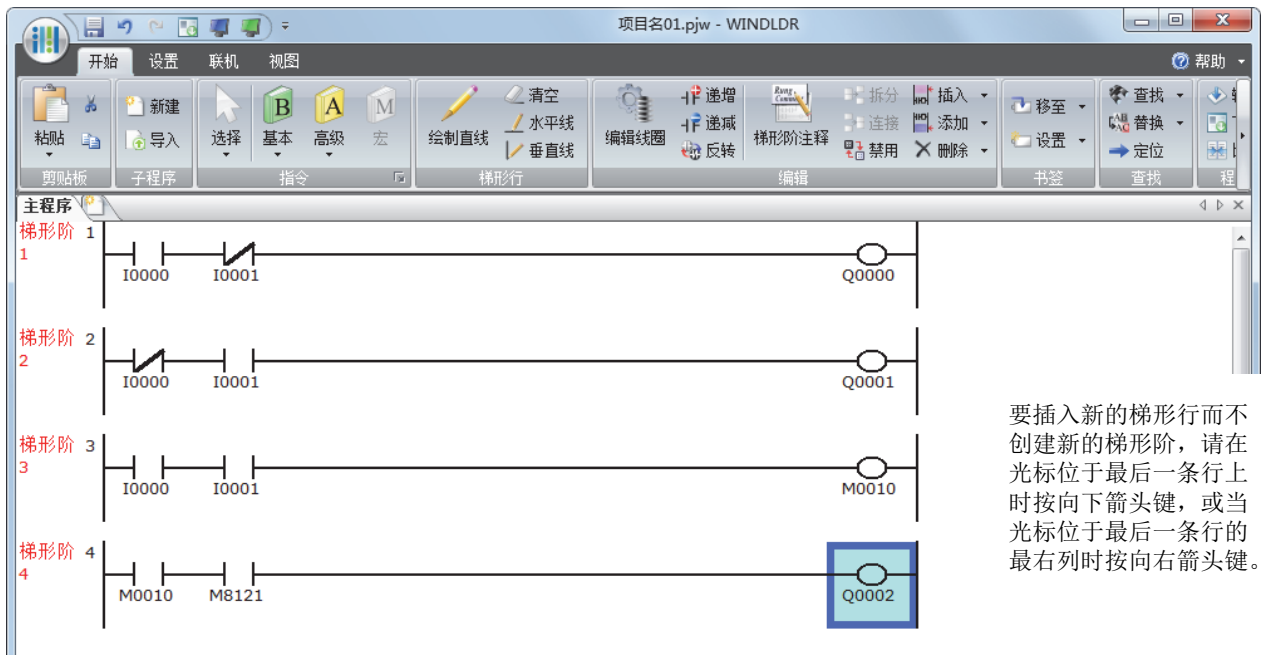 项目名01.pjw - WINDLDR
开始 设置 联机 视图 帮助
粘贴 新建 导入 选择 B 基本 A 高级 M 宏 绘制直线 清空 水平线 垂直线 编辑线圈 递增 递减 反转 Rung Comment 梯形阶注释 拆分 连接 禁用 插入 添加 删除 移至 设置 查找 替换 定位
剪贴板 子程序 指令 梯形行 编辑 书签 查找 程
主程序
梯形阶 1
1
I0000 I0001 Q0000
梯形阶 2
2
I0000 I0001 Q0001
梯形阶 3
3
I0000 I0001 M0010
梯形阶 4
4
M0010 M8121 Q0002
要插入新的梯形行而不
创建新的梯形阶，请在
光标位于最后一条行上
时按向下箭头键，或当
光标位于最后一条行的
最右列时按向右箭头键。